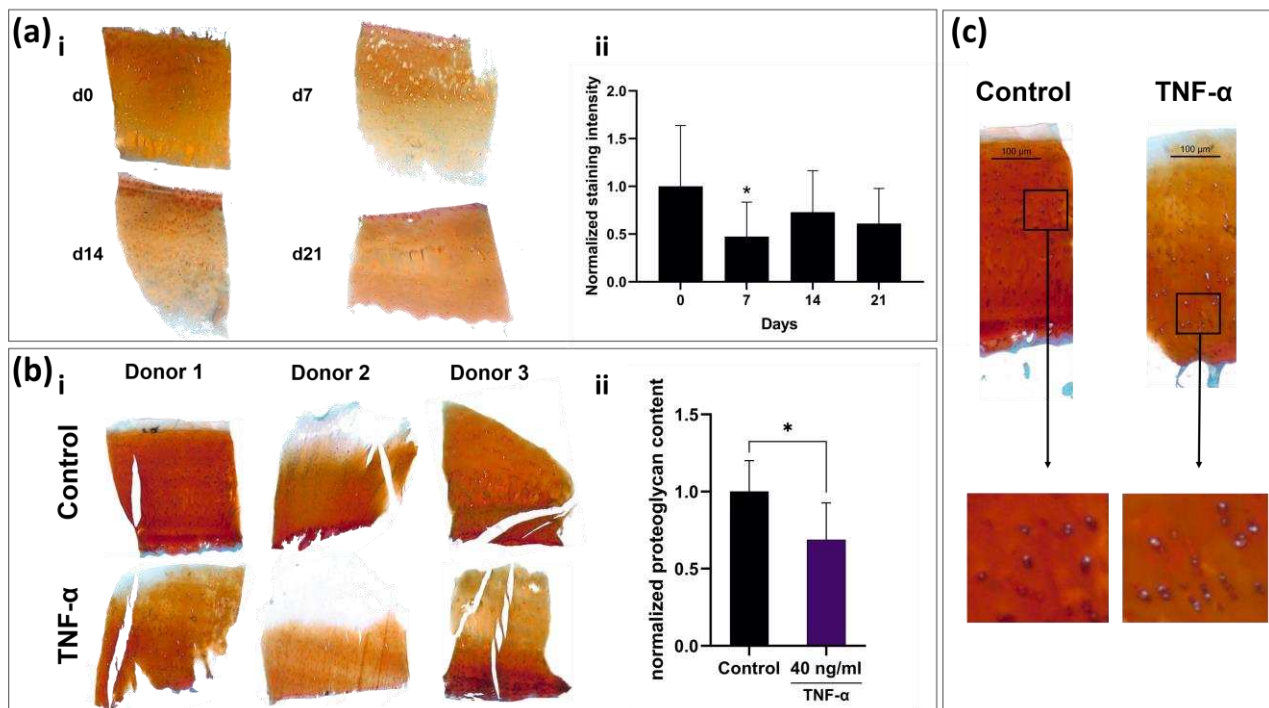 (a)
i
d0
d7
d14
d21
ii
Normalized staining intensity
2.0
1.5
1.0
0.5
0.0
0 7 14 21
Days
*
(b)
i
Donor 1 Donor 2 Donor 3
Control
TNF-α
ii
normalized proteoglycan content
1.5
1.0
0.5
0.0
*
Control 40 ng/ml
TNF-α
(c)
Control TNF-α
100 µm 100 µm